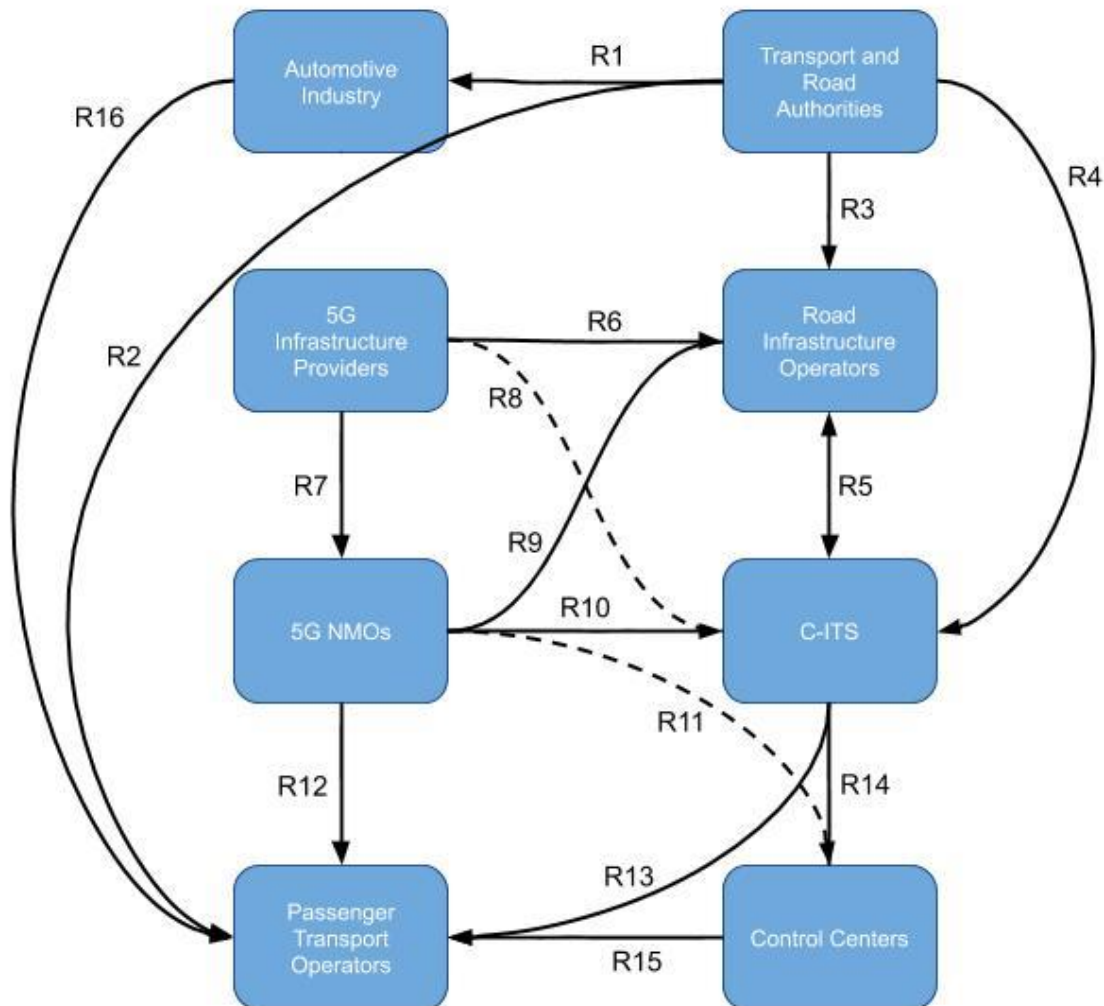 Automotive
Industry
R1
Transport and
Road
Authorities
R16
R4
R3
R2
5G
Infrastructure
Providers
R6
Road
Infrastructure
Operators
R8
R7
R5
R9
5G NMOs
R10
C-ITS
R11
R12
R14
R13
Passenger
Transport
Operators
R15
Control Centers